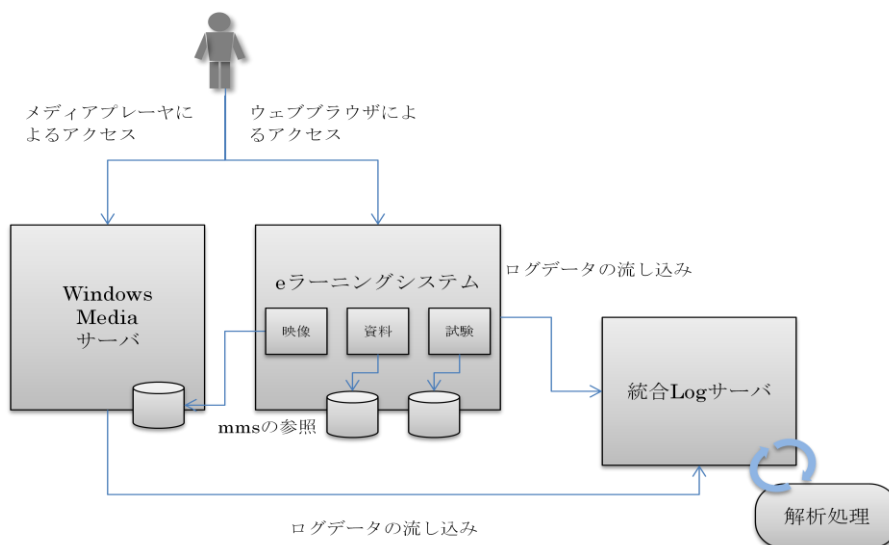 メディアプレーヤに
よるアクセス
ウェブブラウザによ
るアクセス
Windows
Media
サーバ
eラーニングシステム
映像
資料
試験
ログデータの流し込み
統合Logサーバ
mmsの参照
解析処理
ログデータの流し込み